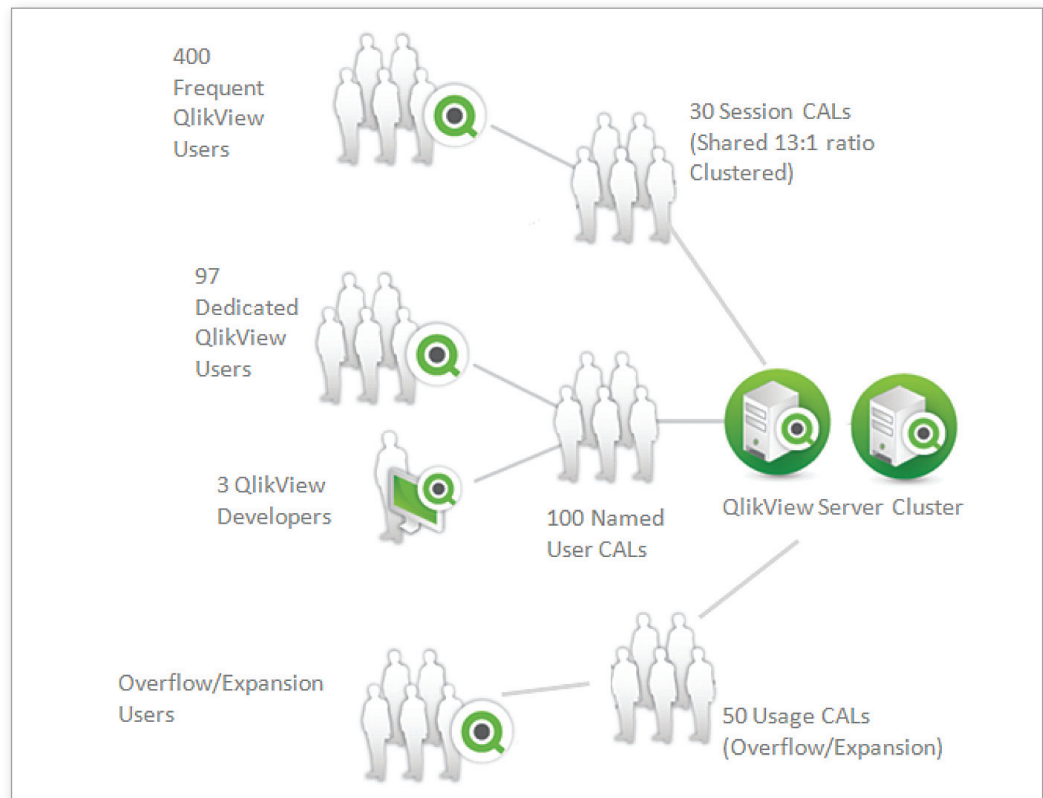 400
Frequent
QlikView
Users
30 Session CALs
(Shared 13:1 ratio
Clustered)
97
Dedicated
QlikView
Users
3 QlikView
Developers
100 Named
User CALs
QlikView Server Cluster
Overflow/Expansion
Users
50 Usage CALs
(Overflow/Expansion)